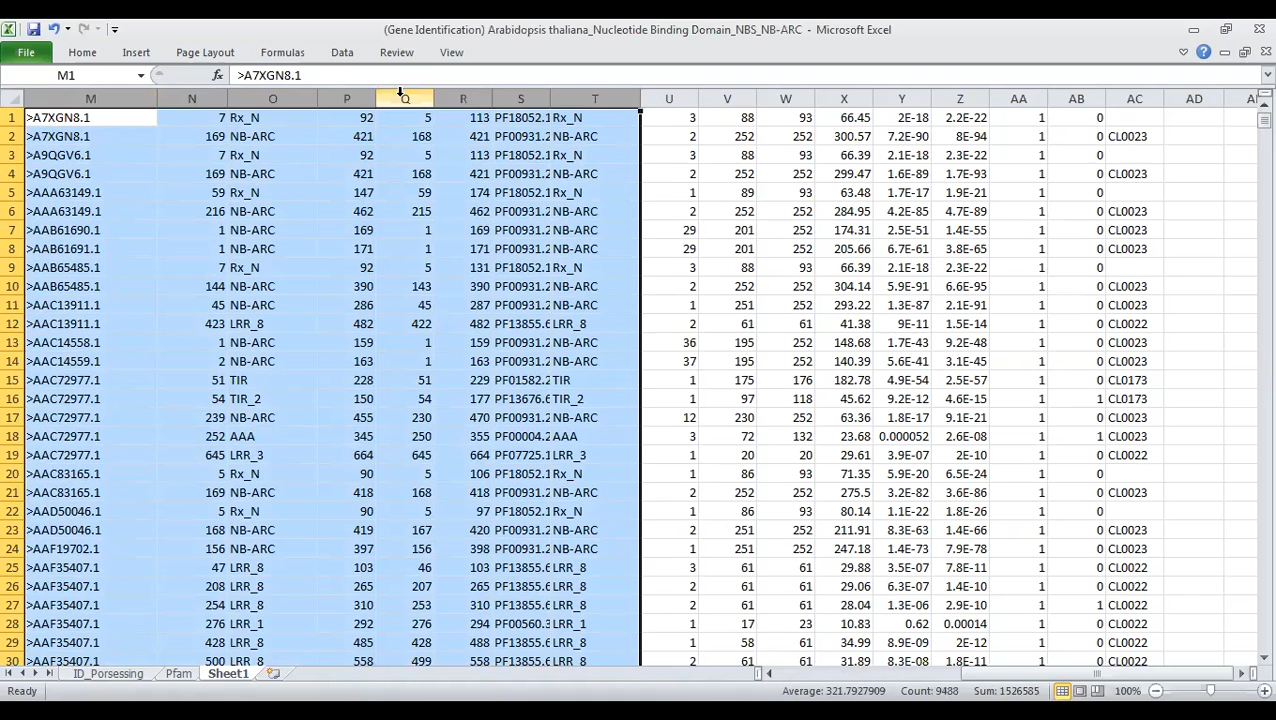 (Gene Identification) Arabidopsis thaliana_Nucleotide Binding Domain_NBS_NB-ARC - Microsoft Excel
File Home Insert Page Layout Formulas Data Review View
M1 fx >A7XGN8.1
M N O P Q R S T U V W X Y Z AA AB AC AD
1 >A7XGN8.1 7 Rx_N 92 5 113 PF18052.1 Rx_N 3 88 93 66.45 2E-18 2.2E-22 1 0
2 >A7XGN8.1 169 NB-ARC 421 168 421 PF00931.2 NB-ARC 2 252 252 300.57 7.2E-90 8E-94 1 0 CL0023
3 >A9QGV6.1 7 Rx_N 92 5 113 PF18052.1 Rx_N 3 88 93 66.39 2.1E-18 2.3E-22 1 0
4 >A9QGV6.1 169 NB-ARC 421 168 421 PF00931.2 NB-ARC 2 252 252 299.47 1.6E-89 1.7E-93 1 0 CL0023
5 >AAA63149.1 59 Rx_N 147 59 174 PF18052.1 Rx_N 1 89 93 63.48 1.7E-17 1.9E-21 1 0
6 >AAA63149.1 216 NB-ARC 462 215 462 PF00931.2 NB-ARC 2 252 252 284.95 4.2E-85 4.7E-89 1 0 CL0023
7 >AAB61690.1 1 NB-ARC 169 1 169 PF00931.2 NB-ARC 29 201 252 174.31 2.5E-51 1.4E-55 1 0 CL0023
8 >AAB61691.1 1 NB-ARC 171 1 171 PF00931.2 NB-ARC 29 201 252 205.66 6.7E-61 3.8E-65 1 0 CL0023
9 >AAB65485.1 7 Rx_N 92 5 131 PF18052.1 Rx_N 3 88 93 66.39 2.1E-18 2.3E-22 1 0
10 >AAB65485.1 144 NB-ARC 390 143 390 PF00931.2 NB-ARC 2 252 252 304.14 5.9E-91 6.6E-95 1 0 CL0023
11 >AAC13911.1 45 NB-ARC 286 45 287 PF00931.2 NB-ARC 1 251 252 293.22 1.3E-87 2.1E-91 1 0 CL0023
12 >AAC13911.1 423 LRR_8 482 422 482 PF13855.6 LRR_8 2 61 61 41.38 9E-11 1.5E-14 1 0 CL0022
13 >AAC14558.1 1 NB-ARC 159 1 159 PF00931.2 NB-ARC 36 195 252 148.68 1.7E-43 9.2E-48 1 0 CL0023
14 >AAC14559.1 2 NB-ARC 163 1 163 PF00931.2 NB-ARC 37 195 252 140.39 5.6E-41 3.1E-45 1 0 CL0023
15 >AAC72977.1 51 TIR 228 51 229 PF01582.2 TIR 1 175 176 182.78 4.9E-54 2.5E-57 1 0 CL0173
16 >AAC72977.1 54 TIR_2 150 54 177 PF13676.6 TIR_2 1 97 118 45.62 9.2E-12 4.6E-15 1 1 CL0173
17 >AAC72977.1 239 NB-ARC 455 230 470 PF00931.2 NB-ARC 12 230 252 63.36 1.8E-17 9.1E-21 1 0 CL0023
18 >AAC72977.1 252 AAA 345 250 355 PF00004.2 AAA 3 72 132 23.68 0.000052 2.6E-08 1 1 CL0023
19 >AAC72977.1 645 LRR_3 664 645 664 PF07725.1 LRR_3 1 20 20 29.61 3.9E-07 2E-10 1 0 CL0022
20 >AAC83165.1 5 Rx_N 90 5 106 PF18052.1 Rx_N 1 86 93 71.35 5.9E-20 6.5E-24 1 0
21 >AAC83165.1 169 NB-ARC 418 168 418 PF00931.2 NB-ARC 2 252 252 275.5 3.2E-82 3.6E-86 1 0 CL0023
22 >AAD50046.1 5 Rx_N 90 5 97 PF18052.1 Rx_N 1 86 93 80.14 1.1E-22 1.8E-26 1 0
23 >AAD50046.1 168 NB-ARC 419 167 420 PF00931.2 NB-ARC 2 251 252 211.91 8.3E-63 1.4E-66 1 0 CL0023
24 >AAF19702.1 156 NB-ARC 397 156 398 PF00931.2 NB-ARC 1 251 252 247.18 1.4E-73 7.9E-78 1 0 CL0023
25 >AAF35407.1 47 LRR_8 103 46 103 PF13855.6 LRR_8 3 61 61 29.88 3.5E-07 7.8E-11 1 0 CL0022
26 >AAF35407.1 208 LRR_8 265 207 265 PF13855.6 LRR_8 2 61 61 29.06 6.3E-07 1.4E-10 1 0 CL0022
27 >AAF35407.1 254 LRR_8 310 253 310 PF13855.6 LRR_8 2 61 61 28.04 1.3E-06 2.9E-10 1 1 CL0022
28 >AAF35407.1 276 LRR_1 292 276 294 PF00560.3 LRR_1 1 17 23 10.83 0.62 0.00014 1 0 CL0022
29 >AAF35407.1 428 LRR_8 485 428 488 PF13855.6 LRR_8 1 58 61 34.99 8.9E-09 2E-12 1 0 CL0022
30 >AAF35407.1 500 LRR_8 558 499 558 PF13855.6 LRR_8 2 61 61 31.89 8.3E-08 1.8E-11 1 0 CL0022
ID_Porsessing Pfam Sheet1
Ready Average: 321.7927909 Count: 9488 Sum: 1526585 100%